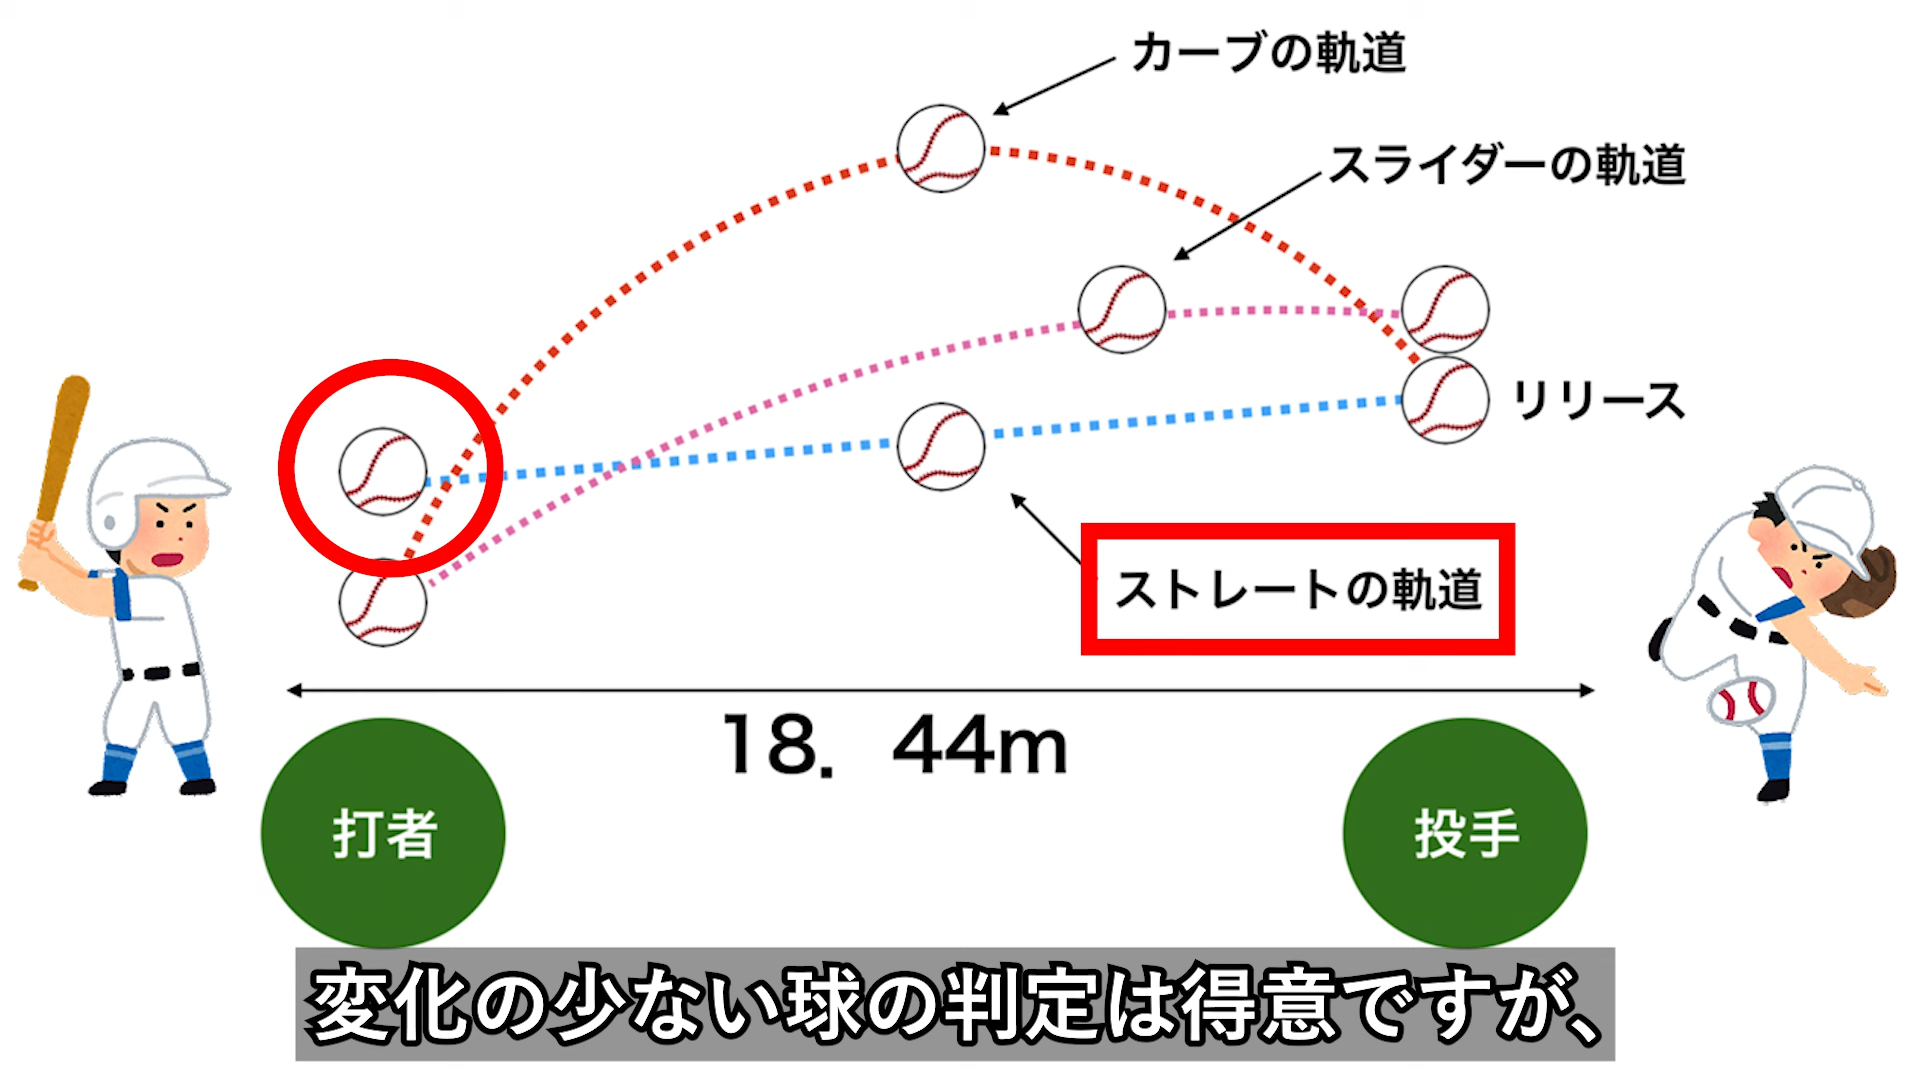 カーブの軌道
スライダーの軌道
リリース
ストレートの軌道
18．44m
打者
投手
変化の少ない球の判定は得意ですが、